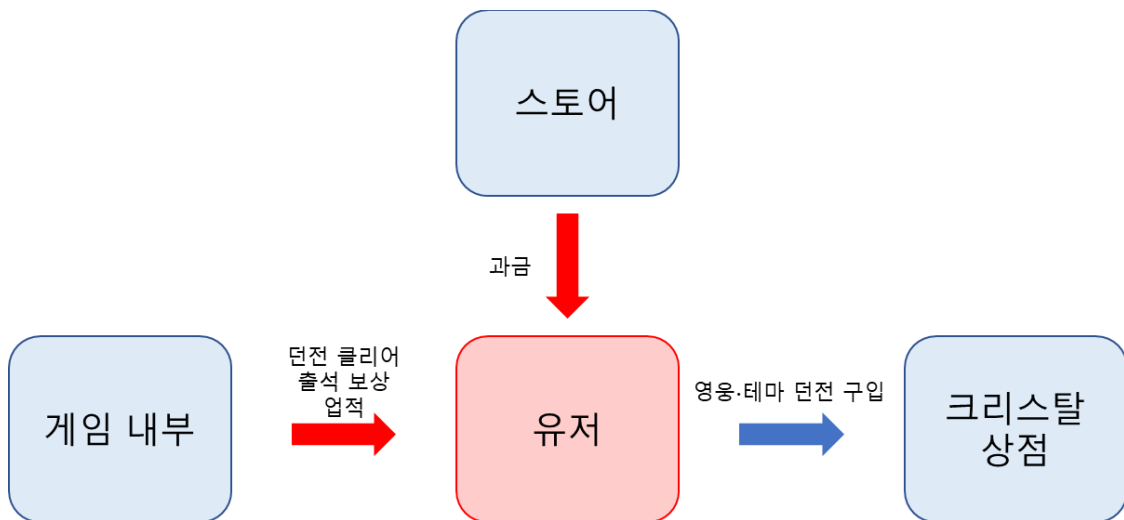 스토어
과금
던전 클리어
출석 보상
업적
영웅·테마 던전 구입
게임 내부
유저
크리스탈
상점